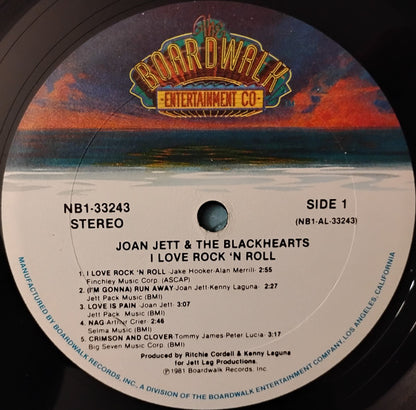 The
BOARDWALK
ENTERTAINMENT CO
NB1-33243
STEREO
SIDE 1
(NB1-AL-33243)
JOAN JETT & THE BLACKHEARTS
I LOVE ROCK 'N ROLL
1. I LOVE ROCK 'N ROLL -Jake Hooker-Alan Merrill- 2:55
Finchley Music Corp. (ASCAP)
2. (I'M GONNA) RUN AWAY Joan Jett-Kenny Laguna- 2:27
Jett Pack Music (BMI)
3. LOVE IS PAIN -Joan Jett- 3:07
Jett Pack Music (BMI)
4. NAG Arthur Crier- 2:46
Selma Music (BMI)
5. CRIMSON AND CLOVER Tommy James-Peter Lucia- 3:17
Big Seven Music Corp. (BMI)
Produced by Ritchie Cordell & Kenny Laguna
for Jett Lag Productions.
℗1981 Boardwalk Records, Inc.
MANUFACTURED BY BOARDWALK RECORDS, INC., A DIVISION OF THE BOARDWALK ENTERTAINMENT COMPANY, LOS ANGELES, CALIFORNIA